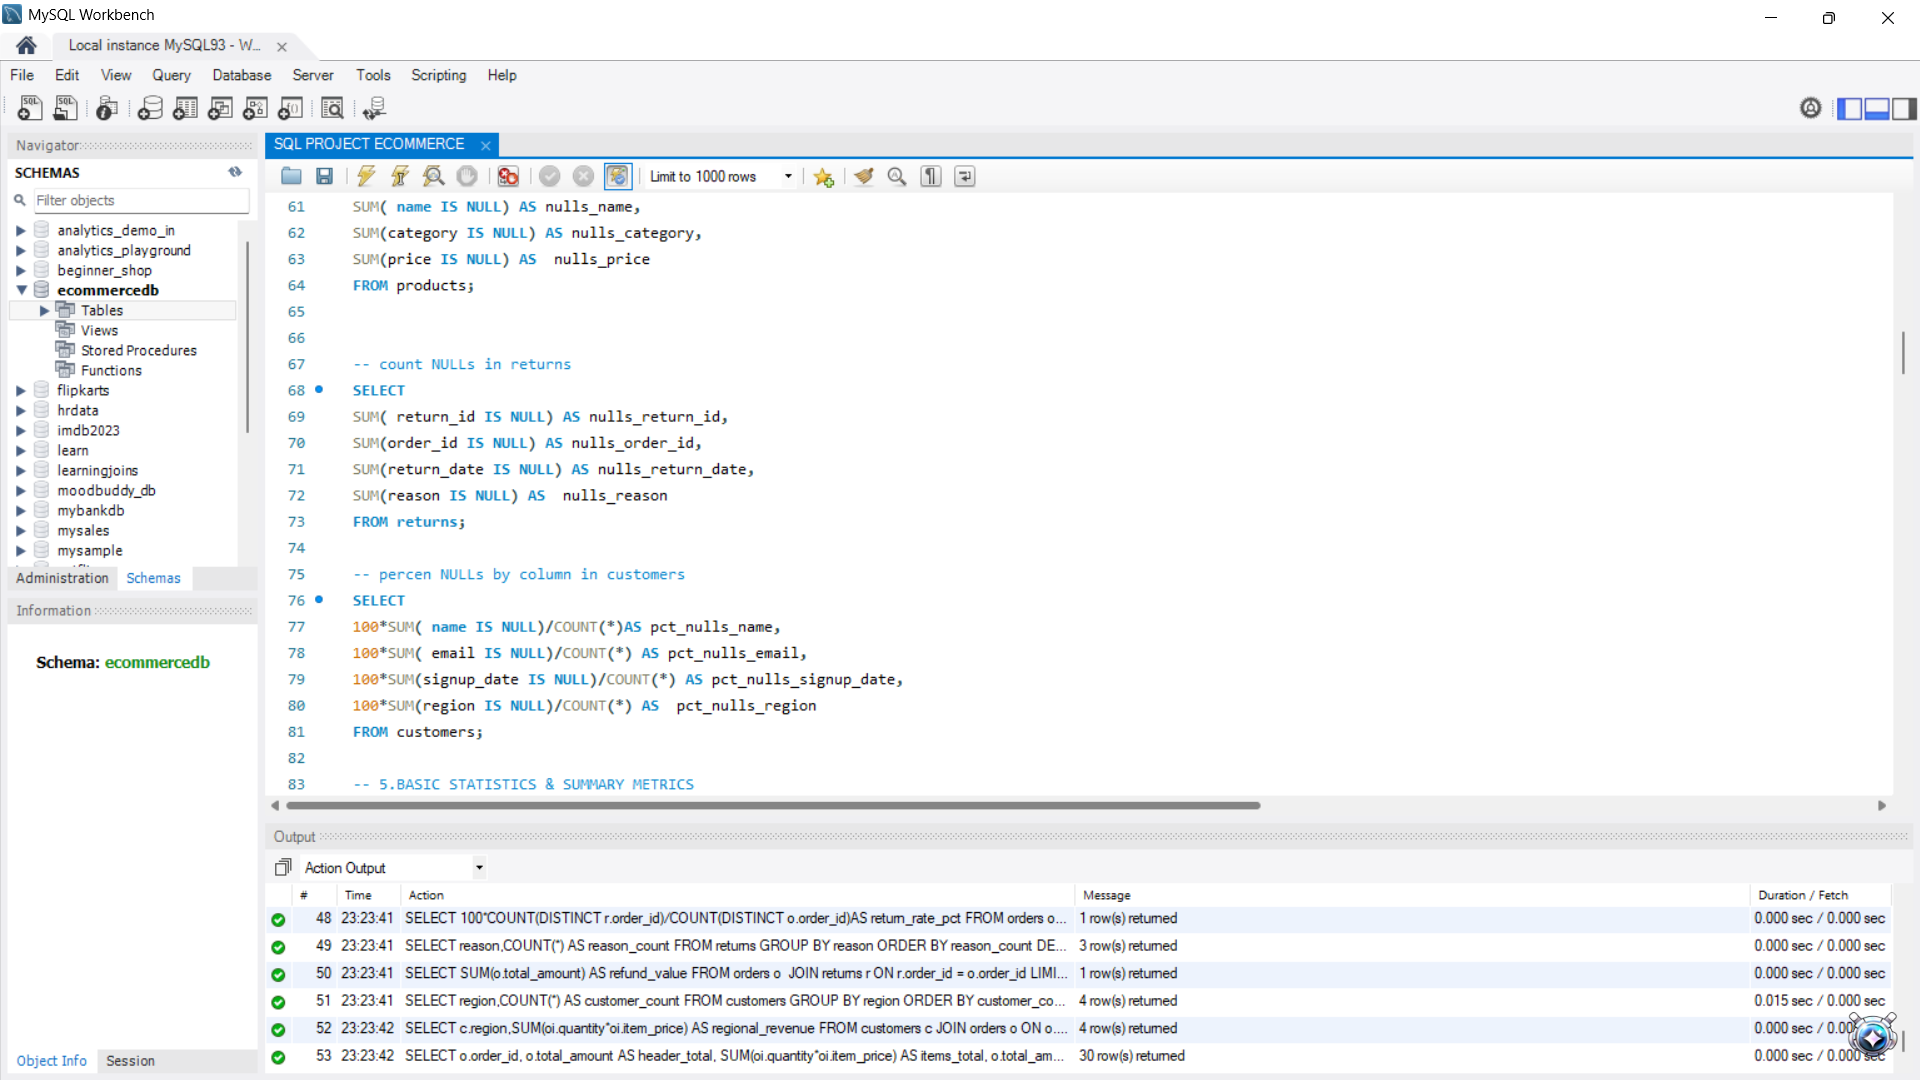 MySQL Workbench
Local instance MySQL93 - W...
File Edit View Query Database Server Tools Scripting Help
Navigator
SCHEMAS
Filter objects
analytics_demo_in
analytics_playground
beginner_shop
ecommercedb
Tables
Views
Stored Procedures
Functions
flipkarts
hrdata
imdb2023
learn
learningjoins
moodbuddy_db
mybankdb
mysales
mysample
Administration Schemas
Information
Schema: ecommercedb
Object Info Session
SQL PROJECT ECOMMERCE
Limit to 1000 rows
61 SUM( name IS NULL) AS nulls_name,
62 SUM(category IS NULL) AS nulls_category,
63 SUM(price IS NULL) AS  nulls_price
64 FROM products;
65
66
67 -- count NULLs in returns
68 SELECT
69 SUM( return_id IS NULL) AS nulls_return_id,
70 SUM(order_id IS NULL) AS nulls_order_id,
71 SUM(return_date IS NULL) AS nulls_return_date,
72 SUM(reason IS NULL) AS  nulls_reason
73 FROM returns;
74
75 -- percen NULLs by column in customers
76 SELECT
77 100*SUM( name IS NULL)/COUNT(*)AS pct_nulls_name,
78 100*SUM( email IS NULL)/COUNT(*) AS pct_nulls_email,
79 100*SUM(signup_date IS NULL)/COUNT(*) AS pct_nulls_signup_date,
80 100*SUM(region IS NULL)/COUNT(*) AS  pct_nulls_region
81 FROM customers;
82
83 -- 5.BASIC STATISTICS & SUMMARY METRICS
Output
Action Output
# Time Action Message Duration / Fetch
48 23:23:41 SELECT 100*COUNT(DISTINCT r.order_id)/COUNT(DISTINCT o.order_id)AS return_rate_pct FROM orders o... 1 row(s) returned 0.000 sec / 0.000 sec
49 23:23:41 SELECT reason,COUNT(*) AS reason_count FROM returns GROUP BY reason ORDER BY reason_count DE... 3 row(s) returned 0.000 sec / 0.000 sec
50 23:23:41 SELECT SUM(o.total_amount) AS refund_value FROM orders o  JOIN returns r ON r.order_id = o.order_id LIMI... 1 row(s) returned 0.000 sec / 0.000 sec
51 23:23:41 SELECT region,COUNT(*) AS customer_count FROM customers GROUP BY region ORDER BY customer_co... 4 row(s) returned 0.015 sec / 0.000 sec
52 23:23:42 SELECT c.region,SUM(oi.quantity*oi.item_price) AS regional_revenue FROM customers c JOIN orders o ON o.... 4 row(s) returned 0.000 sec /
53 23:23:42 SELECT o.order_id, o.total_amount AS header_total, SUM(oi.quantity*oi.item_price) AS items_total, o.total_am... 30 row(s) returned 0.000 sec / 0.000 sec